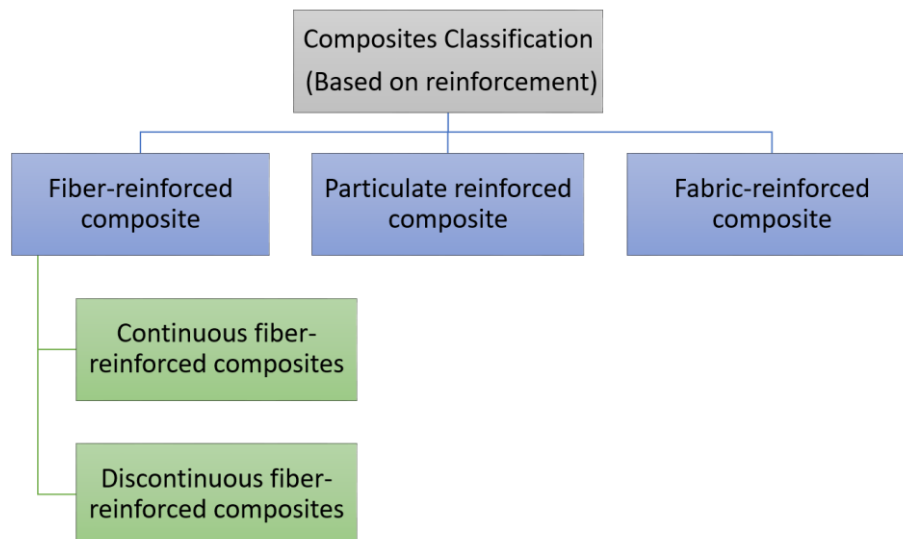 Composites Classification
(Based on reinforcement)
Fiber-reinforced
composite
Particulate reinforced
composite
Fabric-reinforced
composite
Continuous fiber-
reinforced composites
Discontinuous fiber-
reinforced composites